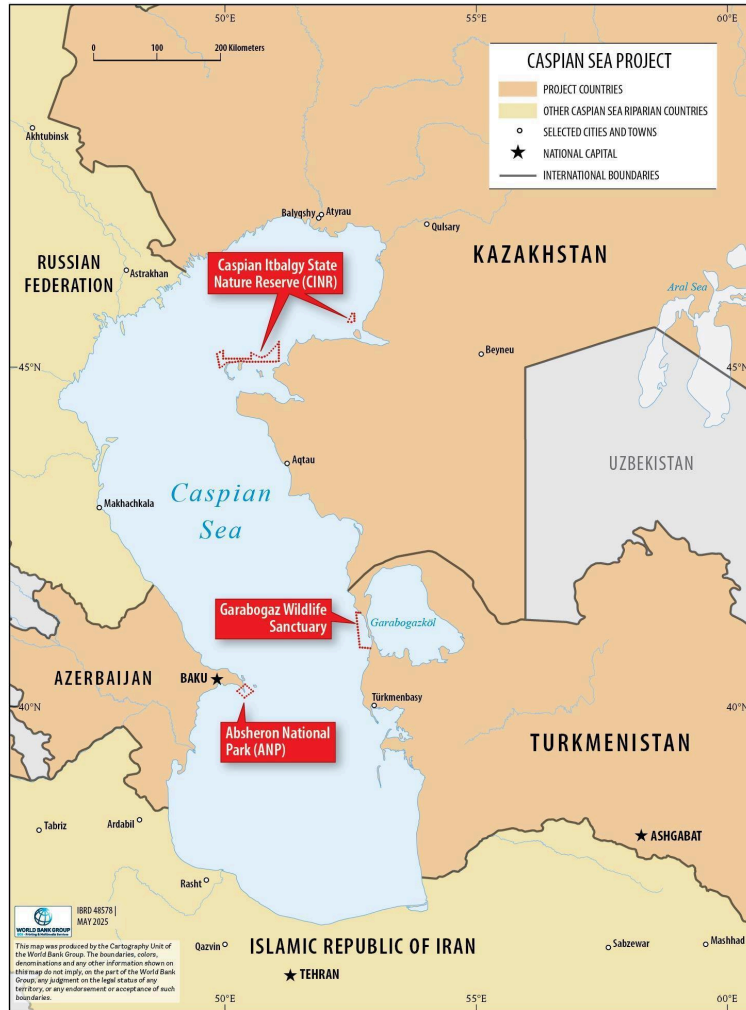 50°E
55°E
60°E
0
100
200 Kilometers
CASPIAN SEA PROJECT
PROJECT COUNTRIES
OTHER CASPIAN SEA RIPARIAN COUNTRIES
SELECTED CITIES AND TOWNS
NATIONAL CAPITAL
INTERNATIONAL BOUNDARIES
Akhtubinsk
Balyqshy
Atyrau
Qulsary
KAZAKHSTAN
RUSSIAN
FEDERATION
Astrakhan
Caspian Itbalgy State
Nature Reserve (CINR)
Aral Sea
Beyneu
45°N
45°N
UZBEKISTAN
Aqtau
Caspian
Sea
Makhachkala
Garabogaz Wildlife
Sanctuary
Garabogazköl
AZERBAIJAN
BAKU
Türkmenbasy
40°N
40°N
Absheron National
Park (ANP)
TURKMENISTAN
Tabriz
Ardabil
ASHGABAT
Rasht
WORLD BANK GROUP
IBRD 48578 |
MAY 2025
This map was produced by the Cartography Unit of
the World Bank Group. The boundaries, colors,
denominations and any other information shown on
this map do not imply, on the part of the World Bank
Group, any judgment on the legal status of any
territory, or any endorsement or acceptance of such
boundaries.
Qazvin
ISLAMIC REPUBLIC OF IRAN
Sabzewar
Mashhad
TEHRAN
50°E
55°E
60°E